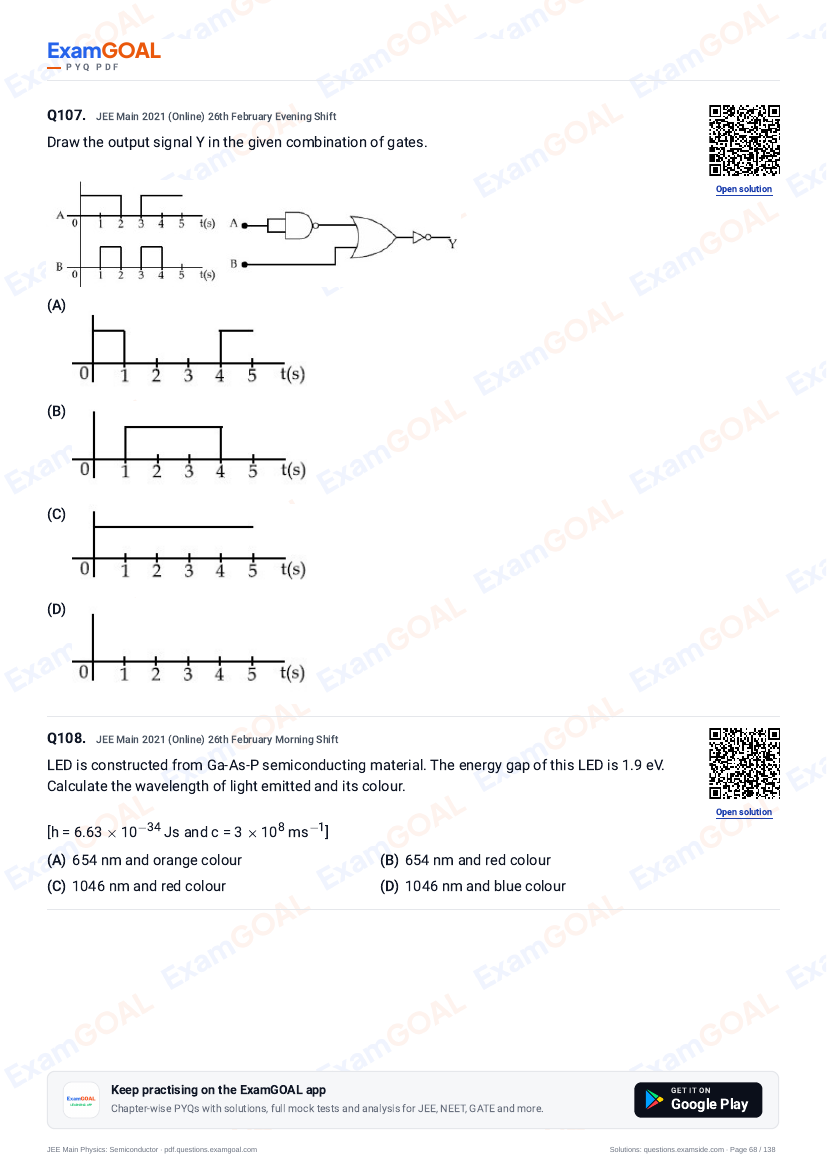 ExamGOAL
PYQ PDF
Q107. JEE Main 2021 (Online) 26th February Evening Shift
Draw the output signal Y in the given combination of gates.
Open solution
A 0 1 2 3 4 5 t(s) A
B 0 1 2 3 4 5 t(s) B
Y
(A)
0 1 2 3 4 5 t(s)
(B)
0 1 2 3 4 5 t(s)
(C)
0 1 2 3 4 5 t(s)
(D)
0 1 2 3 4 5 t(s)
Q108. JEE Main 2021 (Online) 26th February Morning Shift
LED is constructed from Ga-As-P semiconducting material. The energy gap of this LED is 1.9 eV.
Calculate the wavelength of light emitted and its colour.
Open solution
[h = 6.63 × 10⁻³⁴ Js and c = 3 × 10⁸ ms⁻¹]
(A) 654 nm and orange colour (B) 654 nm and red colour
(C) 1046 nm and red colour (D) 1046 nm and blue colour
ExamGOAL
Keep practising on the ExamGOAL app
Chapter-wise PYQs with solutions, full mock tests and analysis for JEE, NEET, GATE and more.
GET IT ON
Google Play
JEE Main Physics: Semiconductor · pdf.questions.examgoal.com Solutions: questions.examside.com · Page 68 / 138